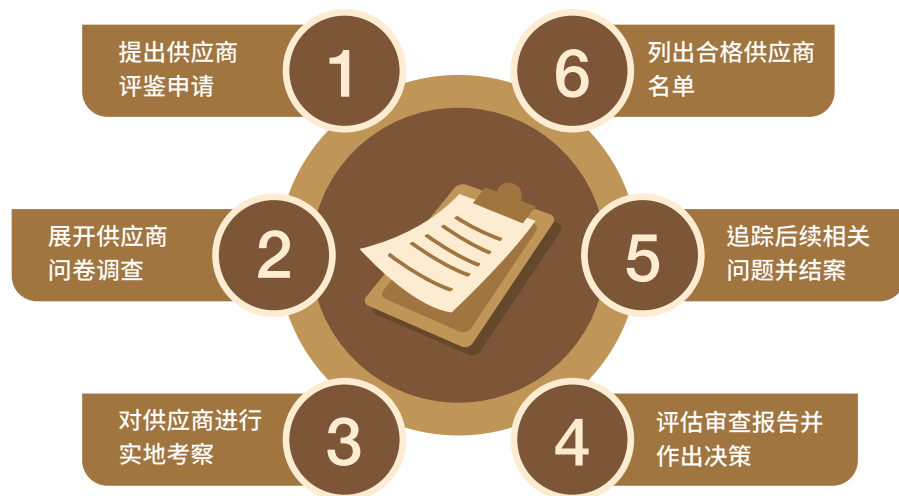 1
提出供应商
评鉴申请
2
展开供应商
问卷调查
3
对供应商进行
实地考察
4
评估审查报告并
作出决策
5
追踪后续相关
问题并结案
6
列出合格供应商
名单